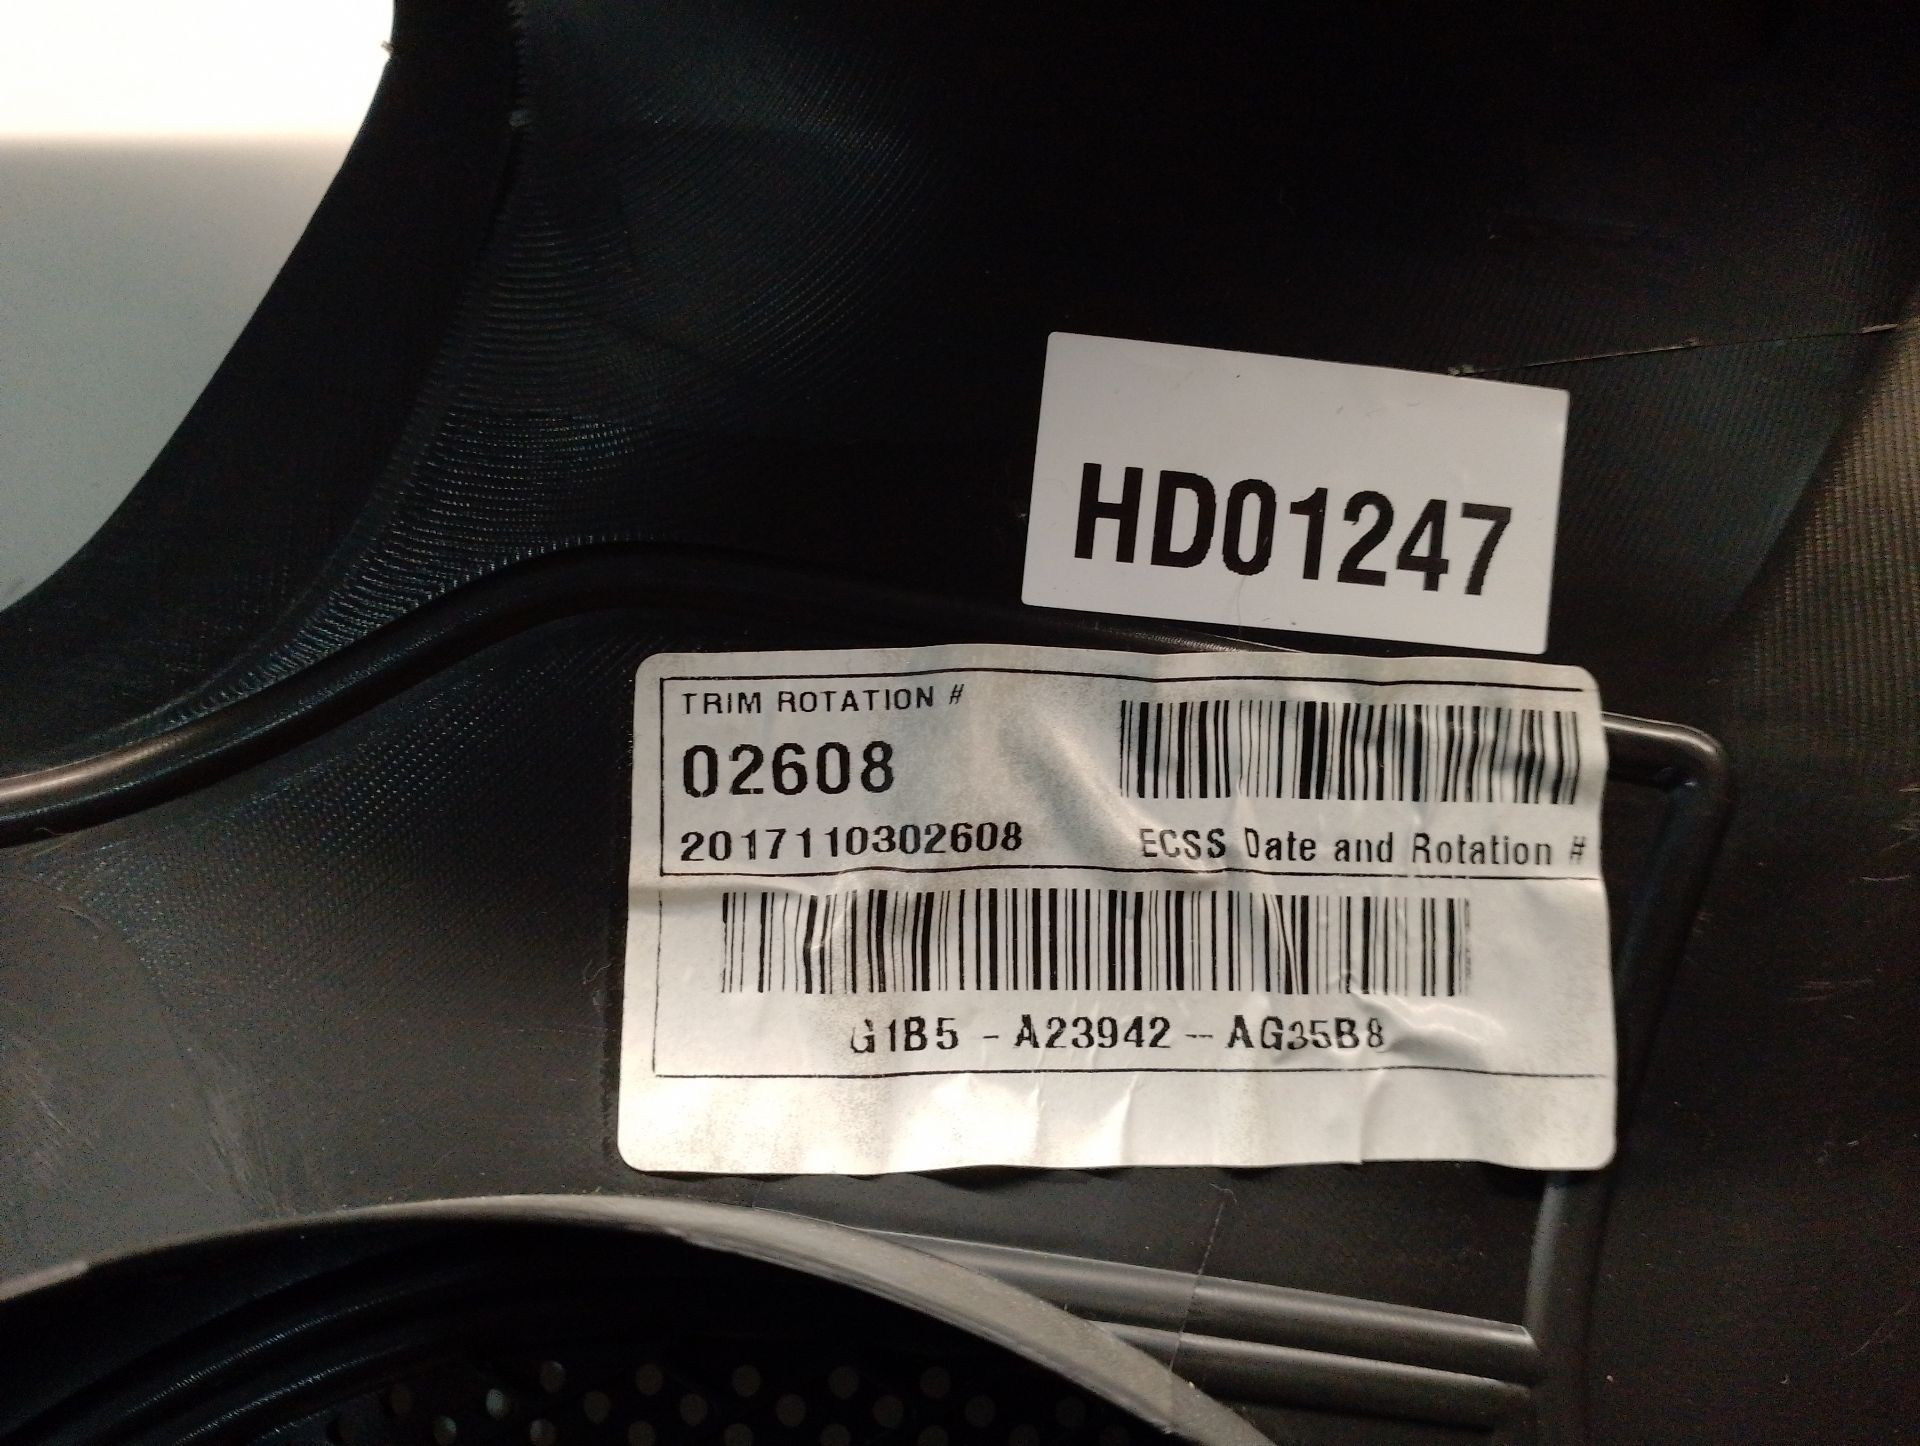 HD01247
TRIM ROTATION #
02608
2017110302608
ECSS Date and Rotation #
G1B5 - A23942 -- AG35B8